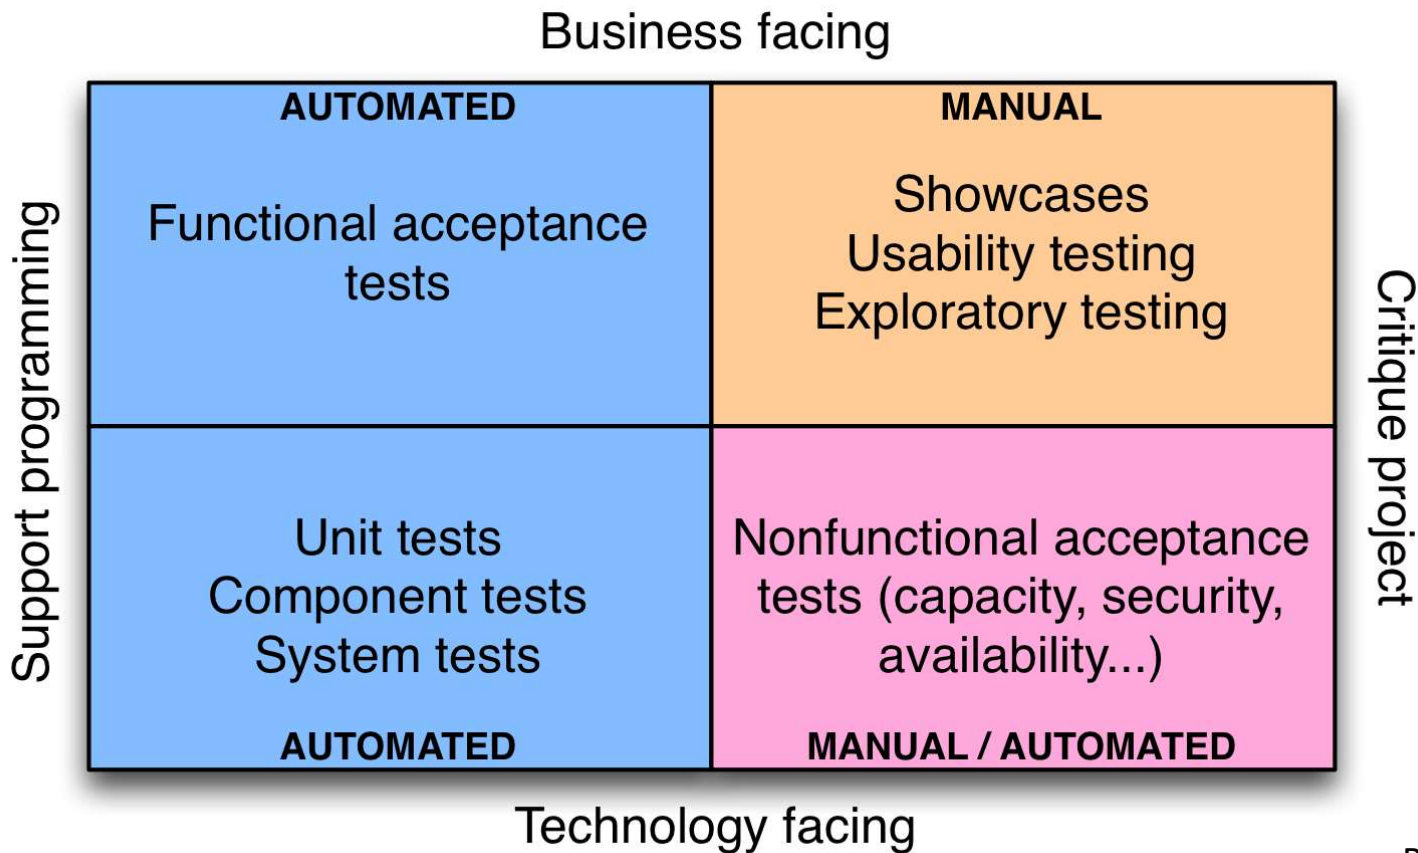 Business facing
AUTOMATED
Functional acceptance
tests
MANUAL
Showcases
Usability testing
Exploratory testing
Support programming
Critique project
Unit tests
Component tests
System tests
AUTOMATED
Nonfunctional acceptance
tests (capacity, security,
availability...)
MANUAL / AUTOMATED
Technology facing